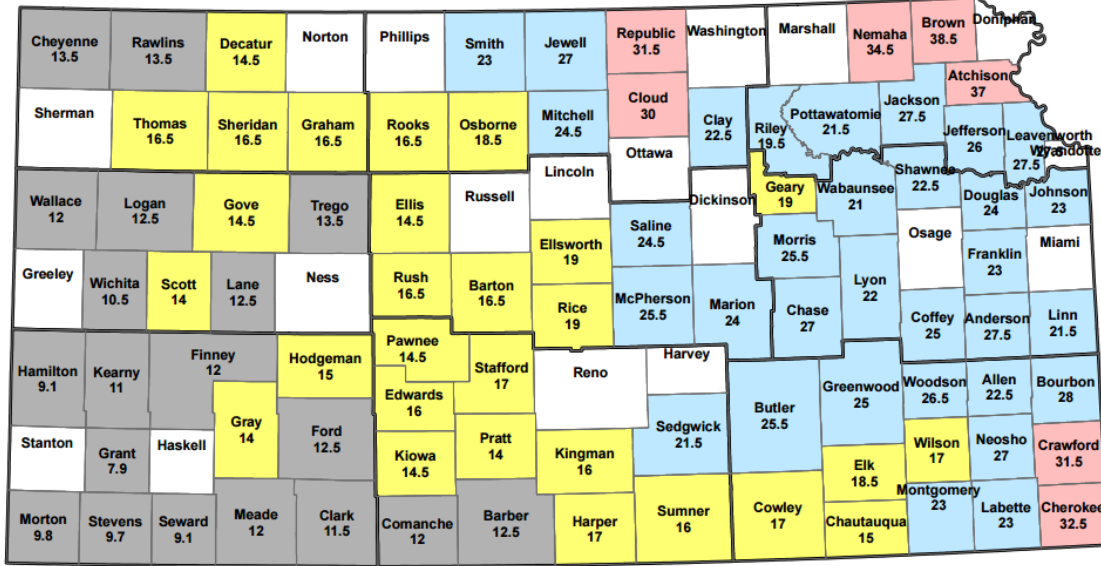 Cheyenne
13.5
Rawlins
13.5
Decatur
14.5
Norton
Phillips
Smith
23
Jewell
27
Republic
31.5
Washington
Marshall
Nemaha
34.5
Brown
38.5
Doniphan
Sherman
Thomas
16.5
Sheridan
16.5
Graham
16.5
Rooks
16.5
Osborne
18.5
Mitchell
24.5
Cloud
30
Clay
22.5
Riley
19.5
Pottawatomie
21.5
Jackson
27.5
Atchison
37
Jefferson
26
Leavenworth
27.5
Wyandotte
Ottawa
Lincoln
Wallace
12
Logan
12.5
Gove
14.5
Trego
13.5
Ellis
14.5
Russell
Saline
24.5
Dickinson
Geary
19
Wabaunsee
21
Shawnee
22.5
Douglas
24
Johnson
23
Greeley
Wichita
10.5
Scott
14
Lane
12.5
Ness
Rush
16.5
Barton
16.5
Ellsworth
19
Rice
19
McPherson
25.5
Marion
24
Morris
25.5
Chase
27
Lyon
22
Osage
Franklin
23
Miami
Coffey
25
Anderson
27.5
Linn
21.5
Hamilton
9.1
Kearny
11
Finney
12
Hodgeman
15
Pawnee
14.5
Stafford
17
Edwards
16
Reno
Harvey
Butler
25.5
Greenwood
25
Woodson
26.5
Allen
22.5
Bourbon
28
Stanton
Grant
7.9
Haskell
Gray
14
Ford
12.5
Kiowa
14.5
Pratt
14
Kingman
16
Sedgwick
21.5
Elk
18.5
Wilson
17
Neosho
27
Crawford
31.5
Morton
9.8
Stevens
9.7
Seward
9.1
Meade
12
Clark
11.5
Comanche
12
Barber
12.5
Harper
17
Sumner
16
Cowley
17
Chautauqua
15
Montgomery
23
Labette
23
Cherokee
32.5